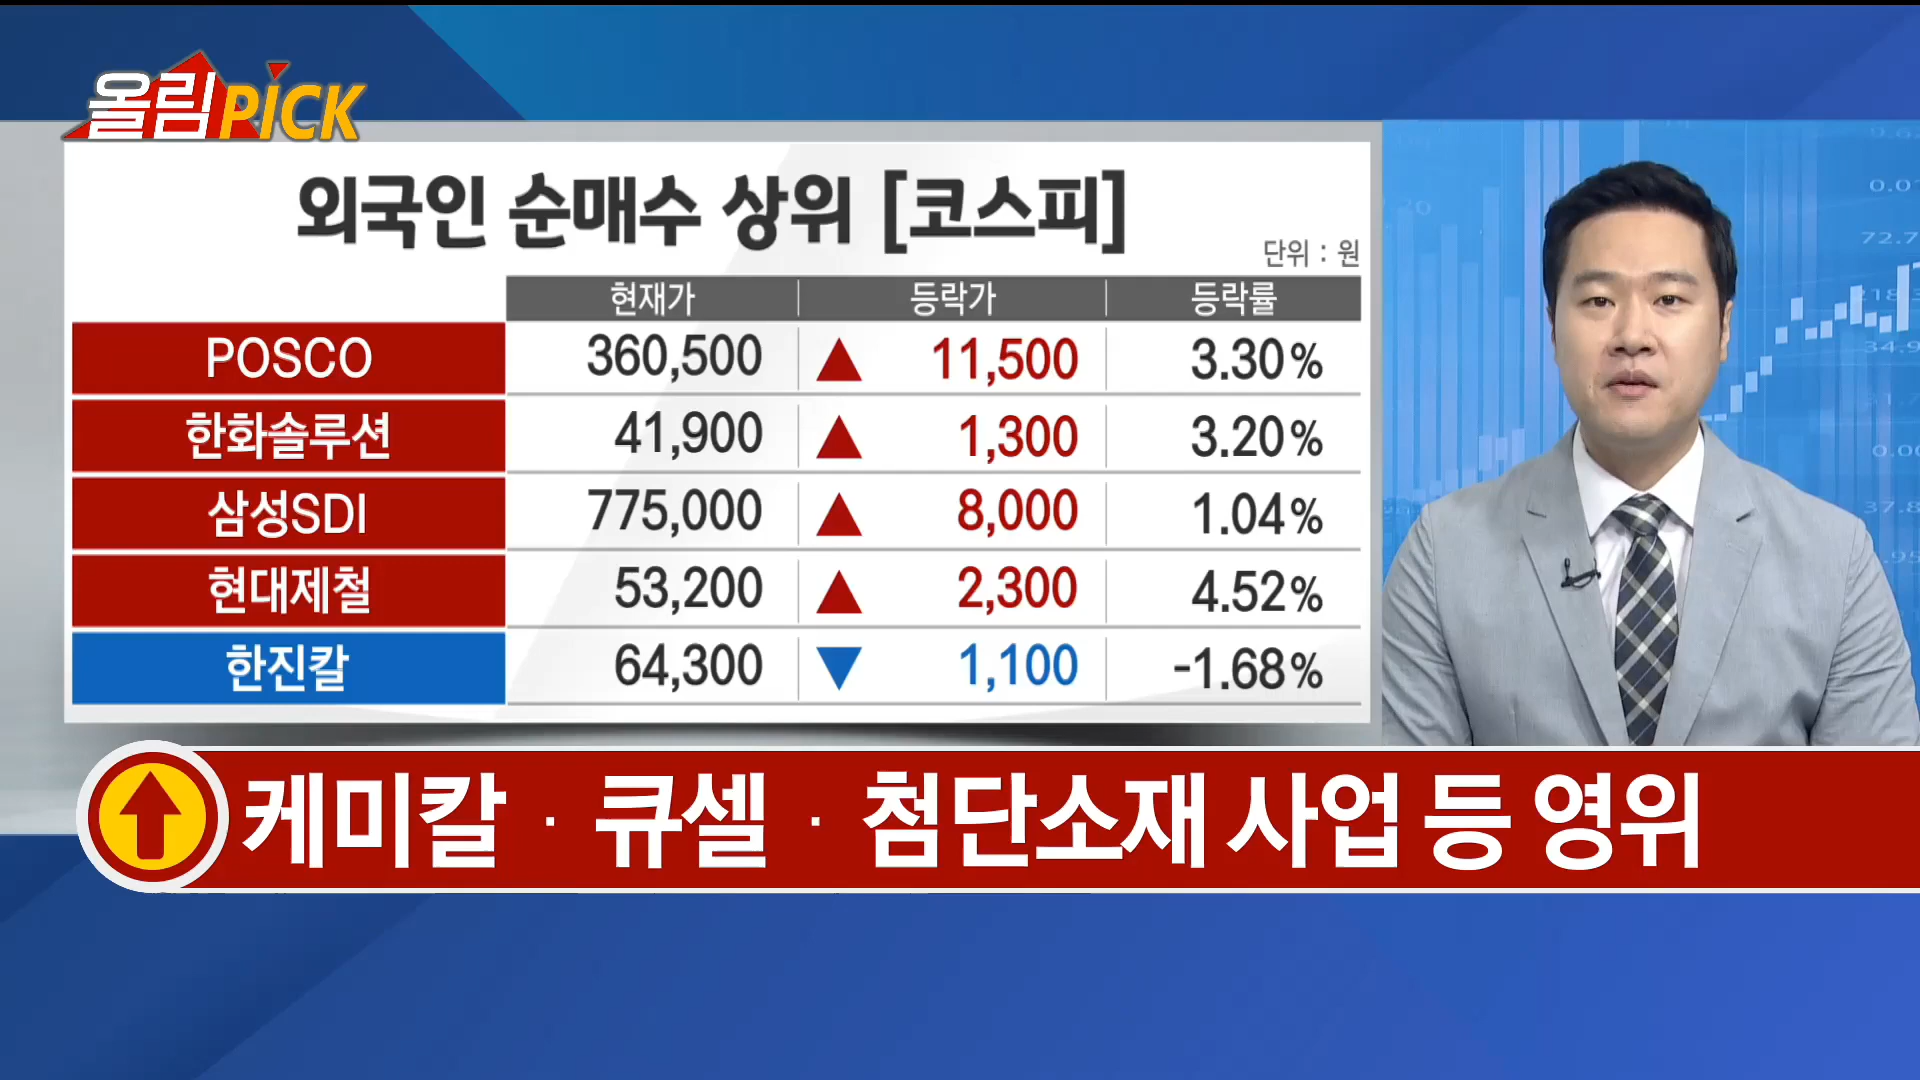 올림PICK
외국인 순매수 상위 [코스피]
단위 : 원
현재가 등락가 등락률
POSCO 360,500 ▲ 11,500 3.30%
한화솔루션 41,900 ▲ 1,300 3.20%
삼성SDI 775,000 ▲ 8,000 1.04%
현대제철 53,200 ▲ 2,300 4.52%
한진칼 64,300 ▼ 1,100 -1.68%
케미칼 · 큐셀 · 첨단소재 사업 등 영위